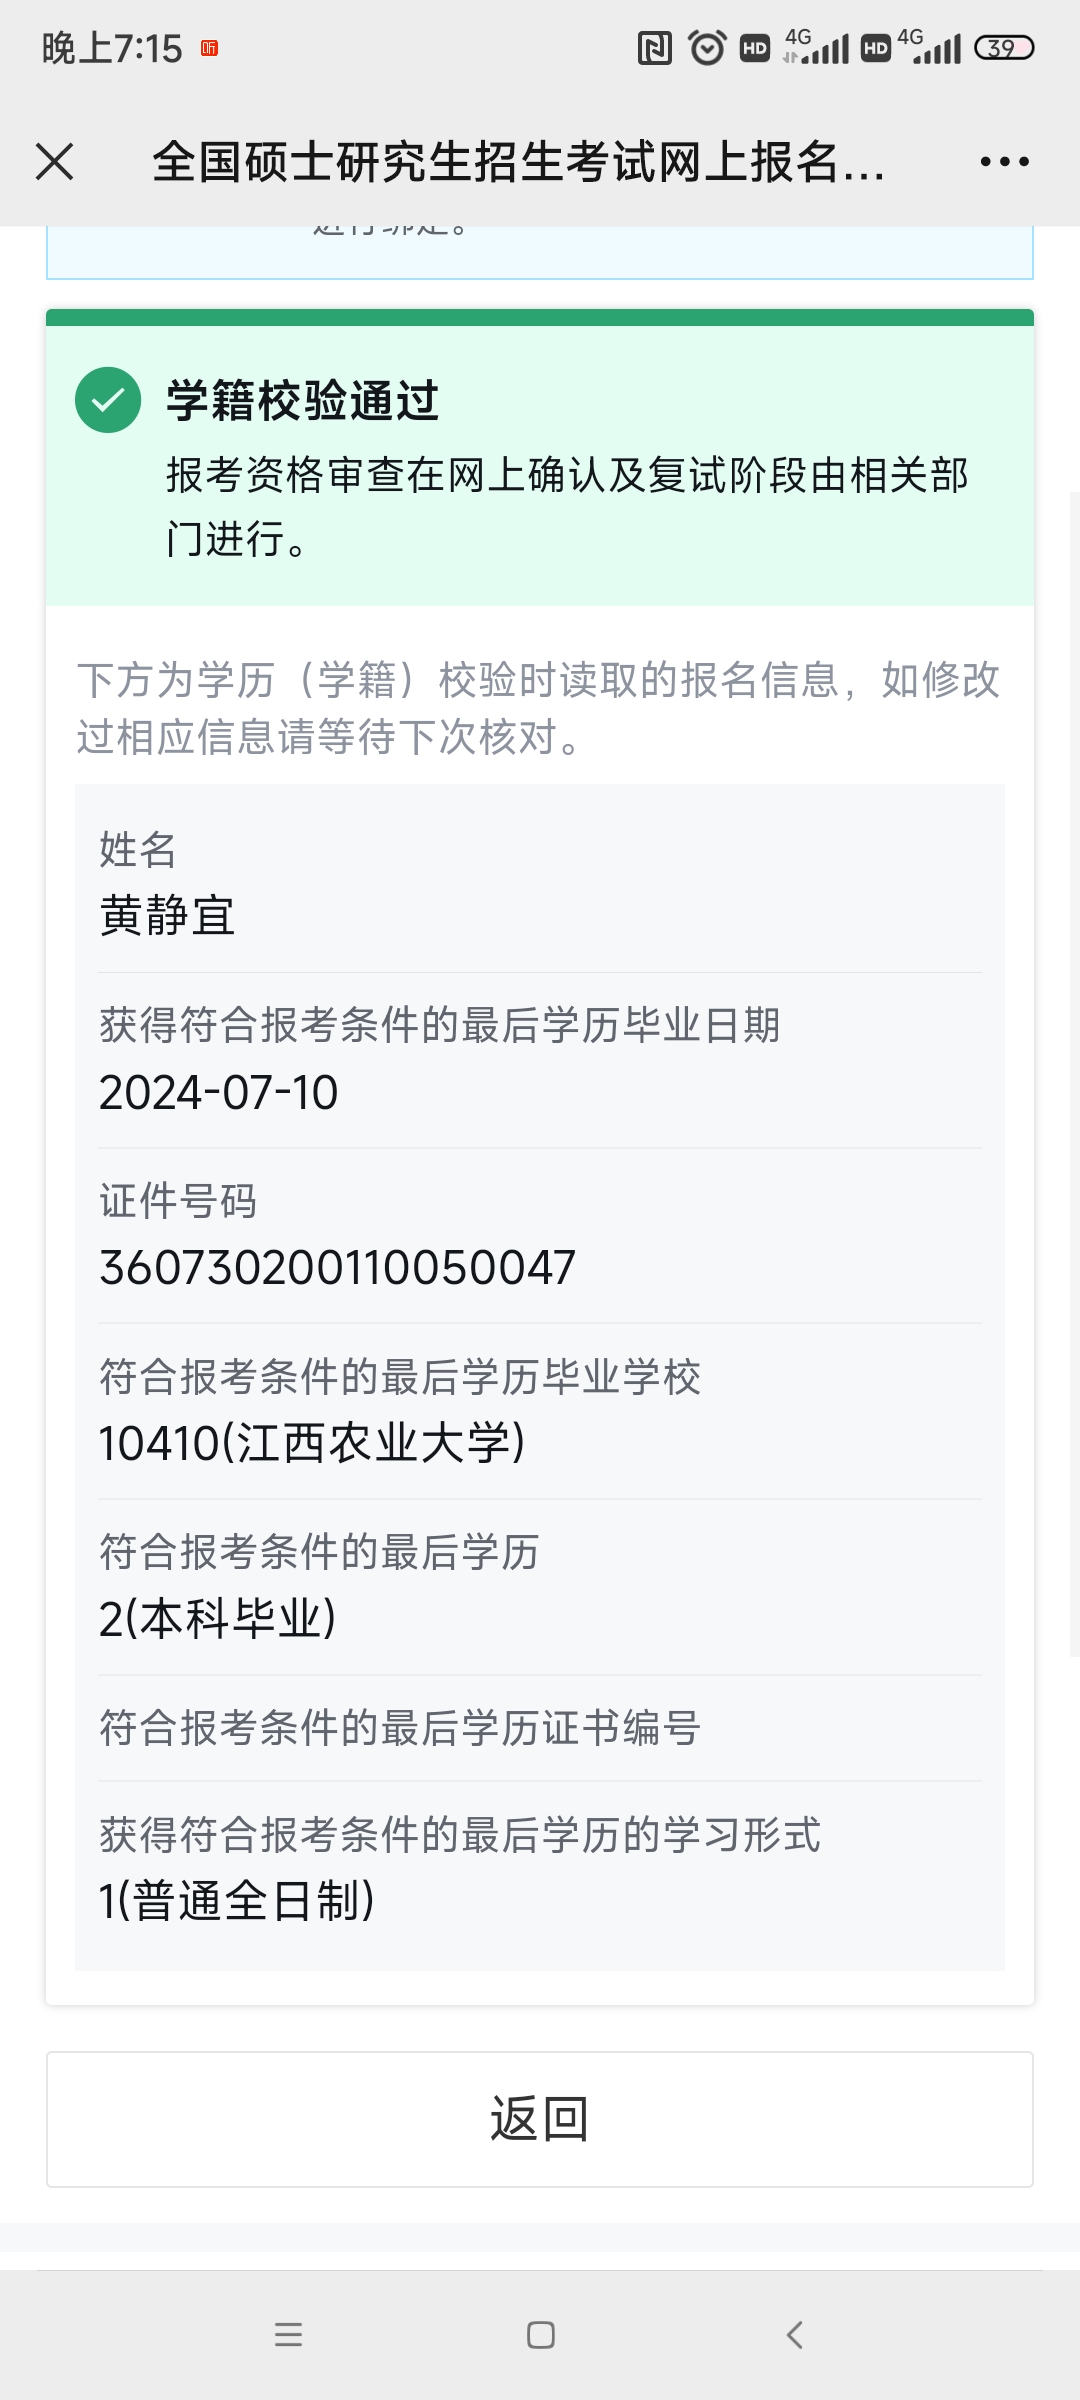 晚上7:15
4G
4G
39
全国硕士研究生招生考试网上报名...
学籍校验通过
报考资格审查在网上确认及复试阶段由相关部
门进行。
下方为学历（学籍）校验时读取的报名信息，如修改
过相应信息请等待下次核对。
姓名
黄静宜
获得符合报考条件的最后学历毕业日期
2024-07-10
证件号码
360730200110050047
符合报考条件的最后学历毕业学校
10410(江西农业大学)
符合报考条件的最后学历
2(本科毕业)
符合报考条件的最后学历证书编号
获得符合报考条件的最后学历的学习形式
1(普通全日制)
返回